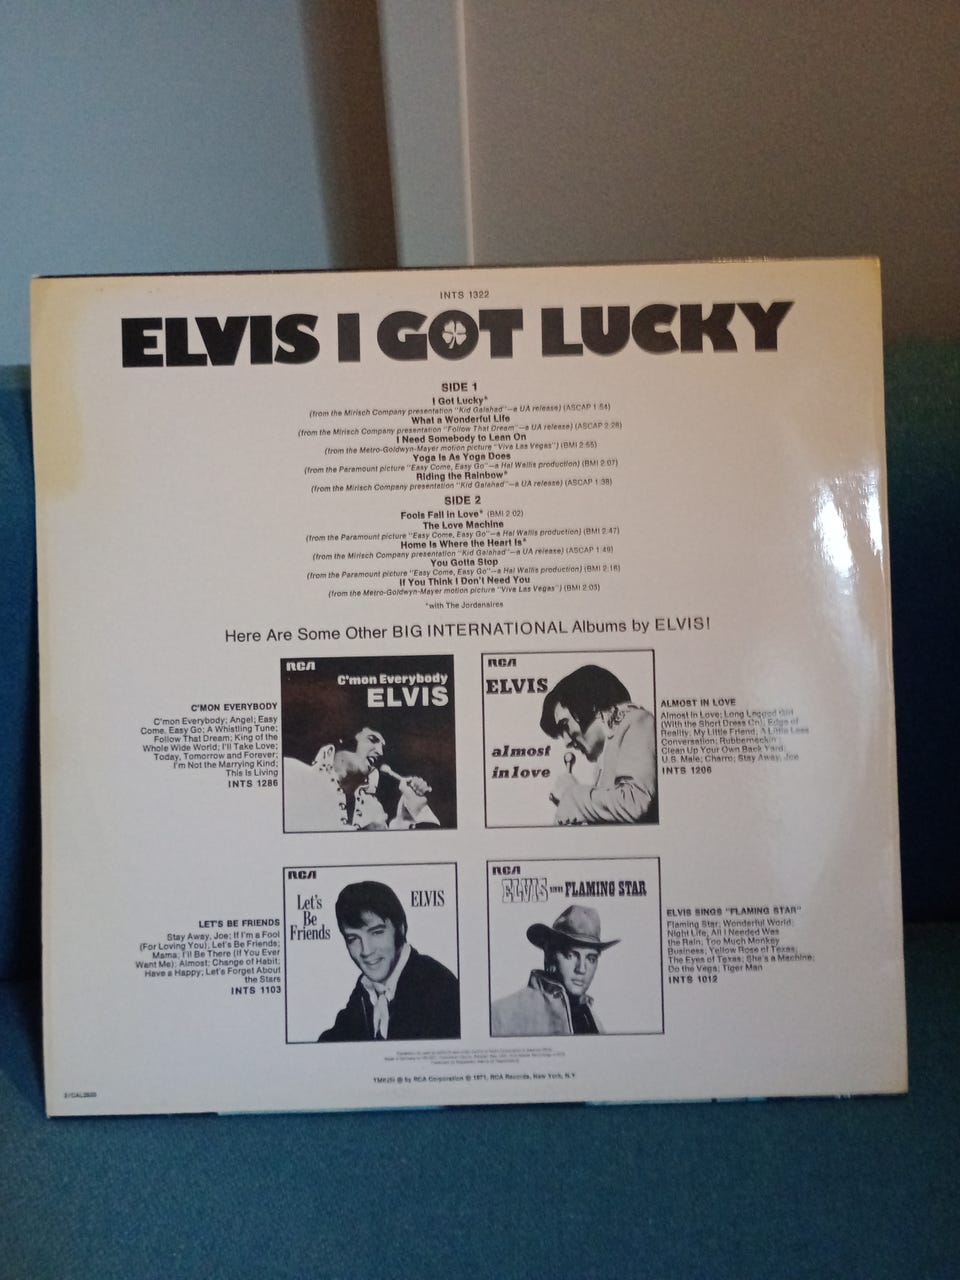 INTS 1322
ELVIS I GOT LUCKY
SIDE 1
I Got Lucky*
(from the Mirisch Company presentation "Kid Galahad"—a UA release) (ASCAP 1:54)
What a Wonderful Life
(from the Mirisch Company presentation "Follow That Dream"—a UA release) (ASCAP 2:28)
I Need Somebody to Lean On
(from the Metro-Goldwyn-Mayer motion picture "Viva Las Vegas") (BMI 2:55)
Yoga Is As Yoga Does
(from the Paramount picture "Easy Come, Easy Go"—a Hal Wallis production) (BMI 2:07)
Riding the Rainbow*
(from the Mirisch Company presentation "Kid Galahad"—a UA release) (ASCAP 1:38)
SIDE 2
Fools Fall in Love* (BMI 2:02)
The Love Machine
(from the Paramount picture "Easy Come, Easy Go"—a Hal Wallis production) (BMI 2:47)
Home Is Where the Heart Is*
(from the Mirisch Company presentation "Kid Galahad"—a UA release) (ASCAP 1:49)
You Gotta Stop
(from the Paramount picture "Easy Come, Easy Go"—a Hal Wallis production) (BMI 2:16)
If You Think I Don't Need You
(from the Metro-Goldwyn-Mayer motion picture "Viva Las Vegas") (BMI 2:03)
*with The Jordanaires
Here Are Some Other BIG INTERNATIONAL Albums by ELVIS!
C'MON EVERYBODY
C'mon Everybody; Angel; Easy
Come, Easy Go; A Whistling Tune;
Follow That Dream; King of the
Whole Wide World; I'll Take Love;
Today, Tomorrow and Forever;
I'm Not the Marrying Kind;
This Is Living
INTS 1286
RCA
C'mon Everybody
ELVIS
RCA
ELVIS
almost
in love
ALMOST IN LOVE
Almost in Love; Long Legged Girl
(With the Short Dress On); Edge of
Reality; My Little Friend; A Little Less
Conversation; Rubberneckin';
Clean Up Your Own Back Yard;
U.S. Male; Charro; Stay Away, Joe
INTS 1206
LET'S BE FRIENDS
Stay Away, Joe; If I'm a Fool
(For Loving You); Let's Be Friends;
Mama; I'll Be There (If You Ever
Want Me); Almost; Change of Habit;
Have a Happy; Let's Forget About
the Stars
INTS 1103
RCA
Let's
Be
Friends
ELVIS
RCA
ELVIS SINGS FLAMING STAR
ELVIS SINGS "FLAMING STAR"
Flaming Star; Wonderful World;
Night Life; All I Needed Was
the Rain; Too Much Monkey
Business; Yellow Rose of Texas;
The Eyes of Texas; She's a Machine;
Do the Vega; Tiger Man
INTS 1012
TMK(S) ® by RCA Corporation © 1971, RCA Records, New York, N.Y.